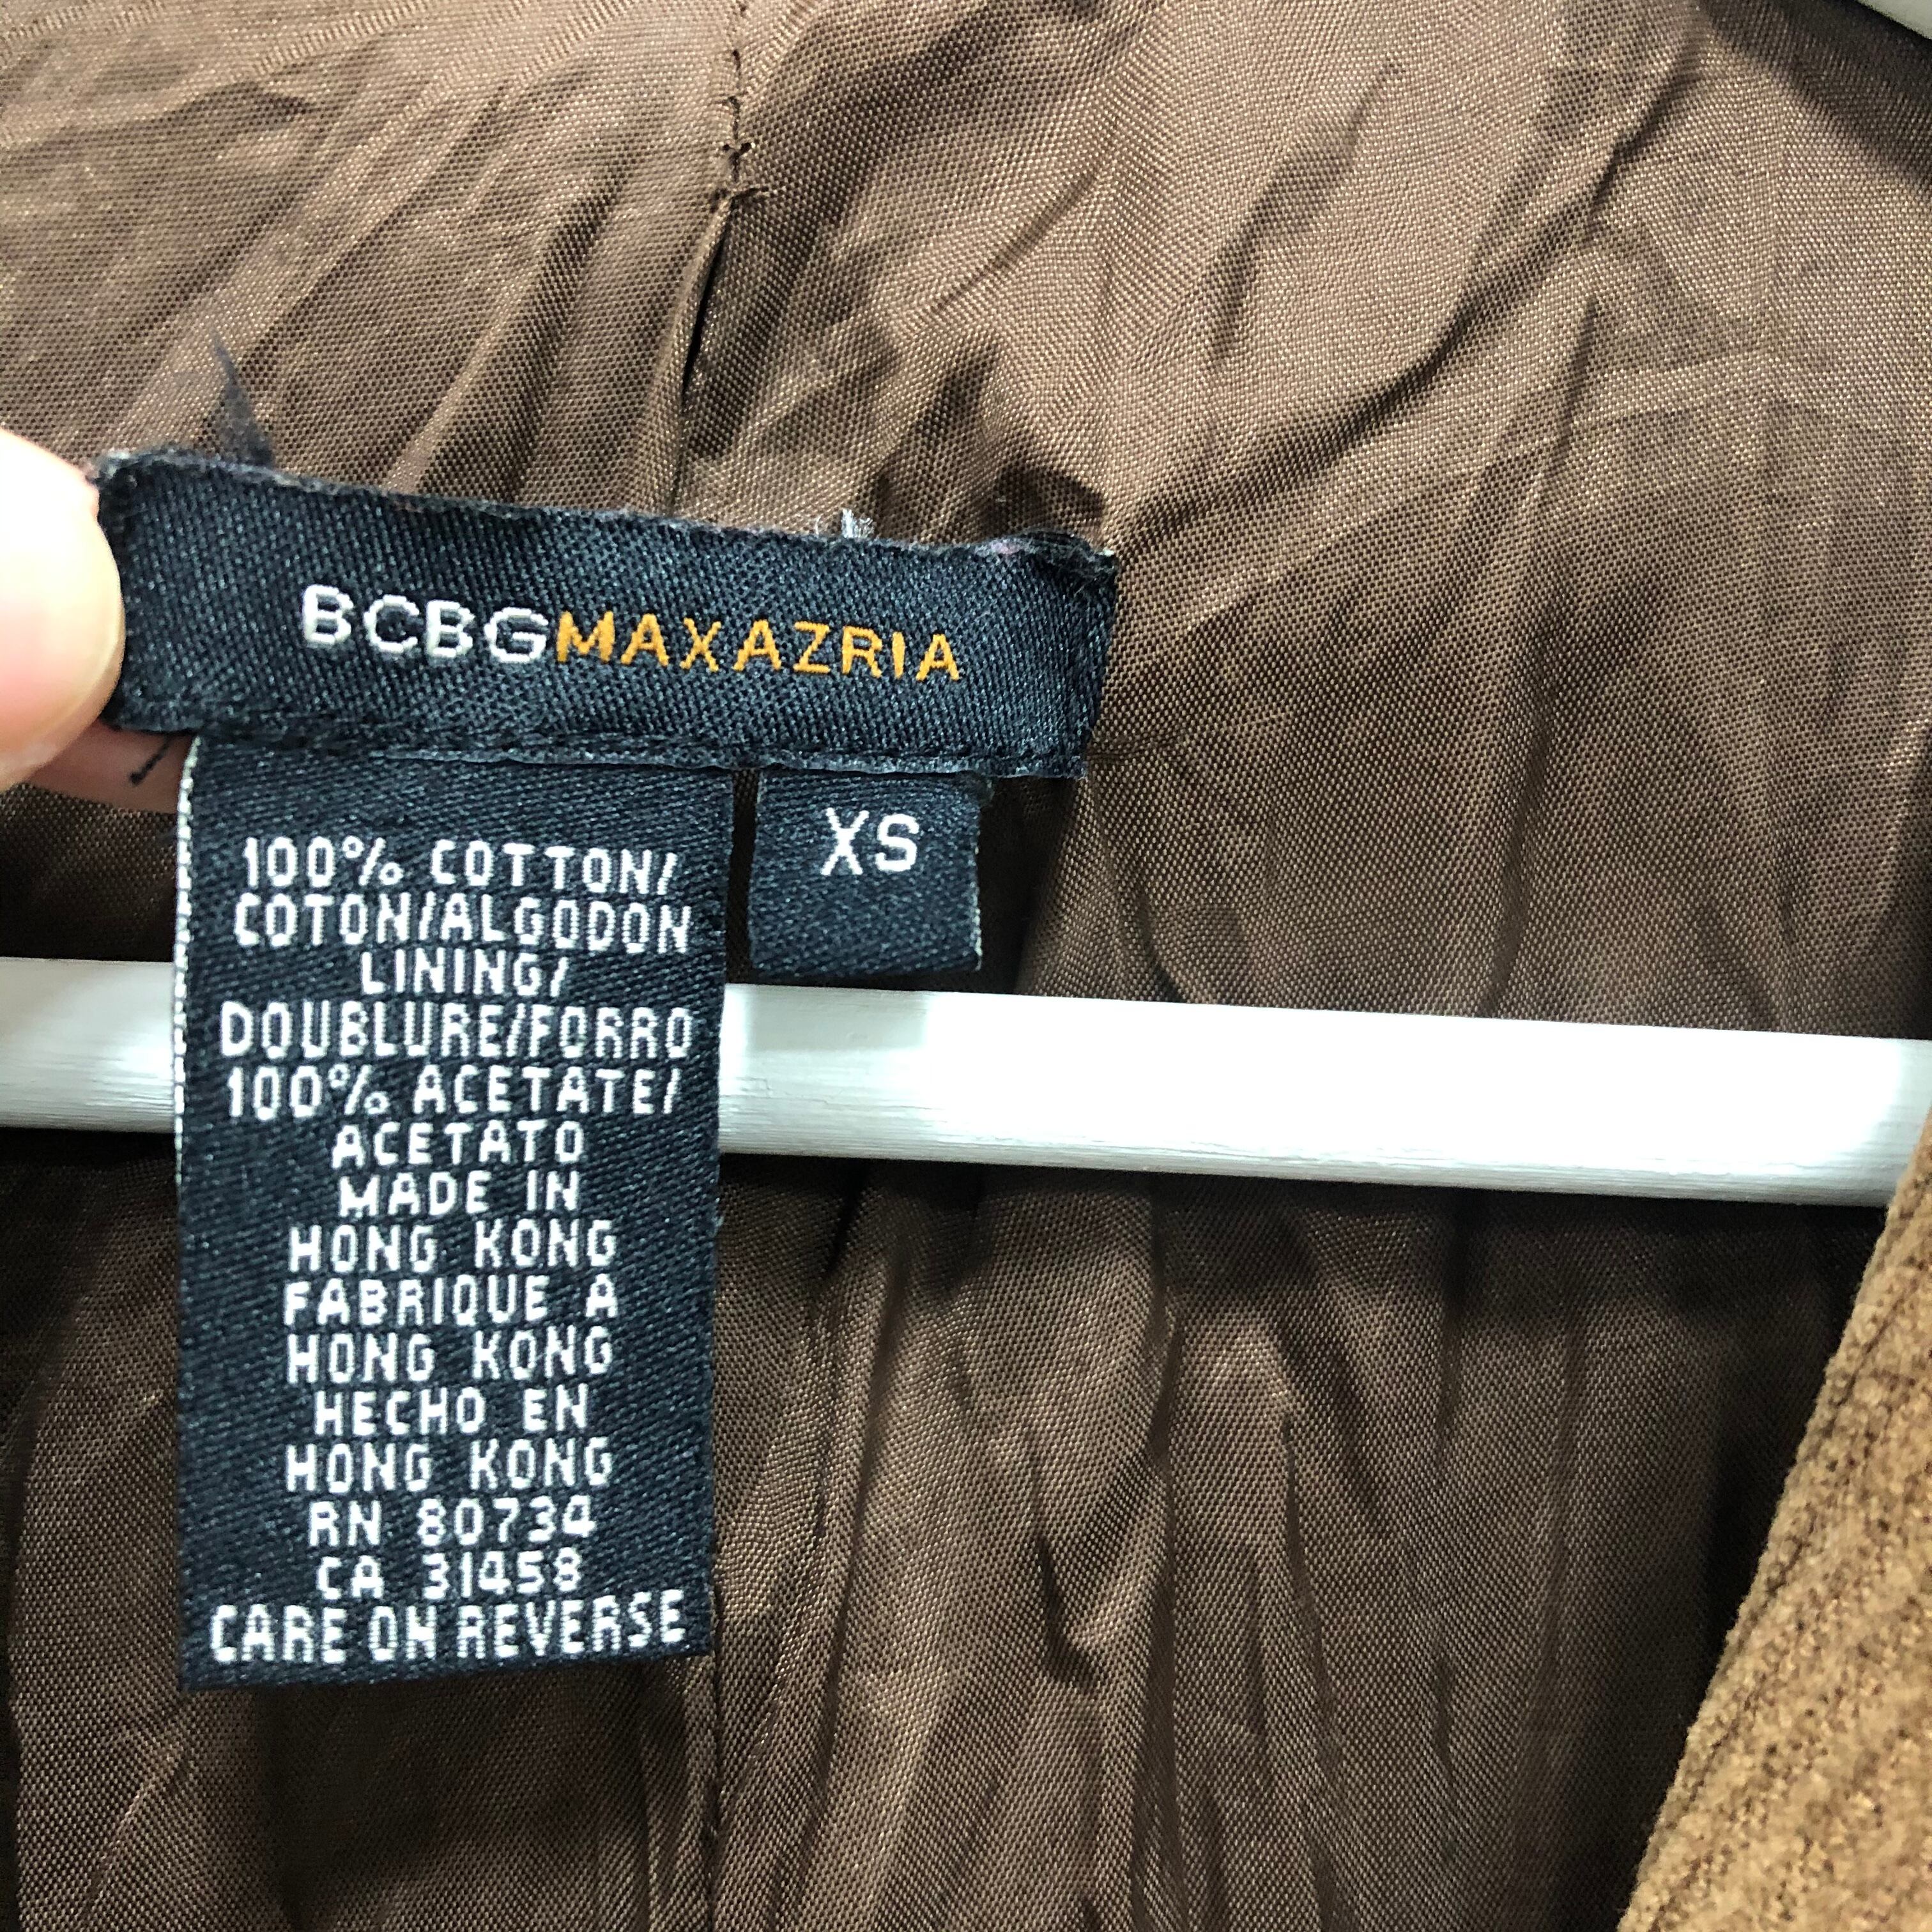 BCBGMAXAZRIA
XS
100% COTTON/
COTON/ALGODON
LINING/
DOUBLURE/FORRO
100% ACETATE/
ACETATO
MADE IN
HONG KONG
FABRIQUE A
HONG KONG
HECHO EN
HONG KONG
RN 80734
CA 31458
CARE ON REVERSE